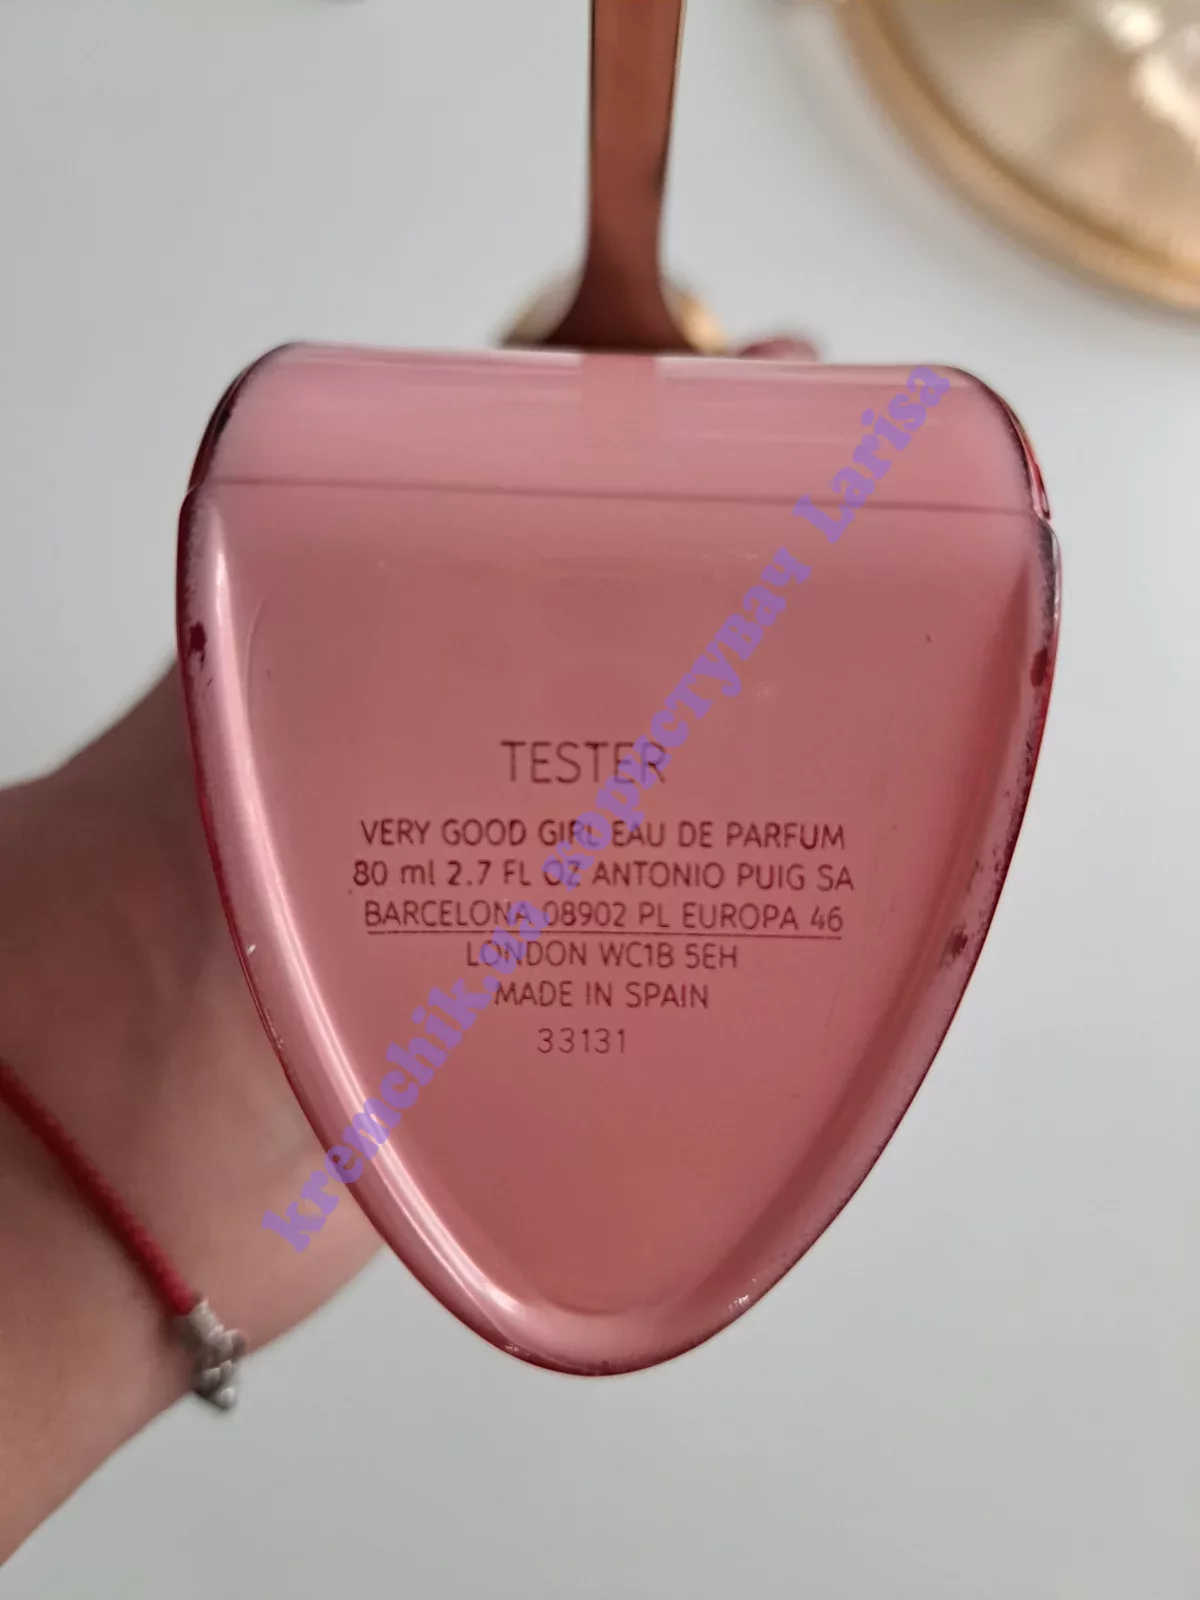 TESTER
VERY GOOD GIRL EAU DE PARFUM
80 ml 2.7 FL OZ ANTONIO PUIG SA
BARCELONA 08902 PL EUROPA 46
LONDON WC1B 5EH
MADE IN SPAIN
33131
kremchik.ua користувач Larisa